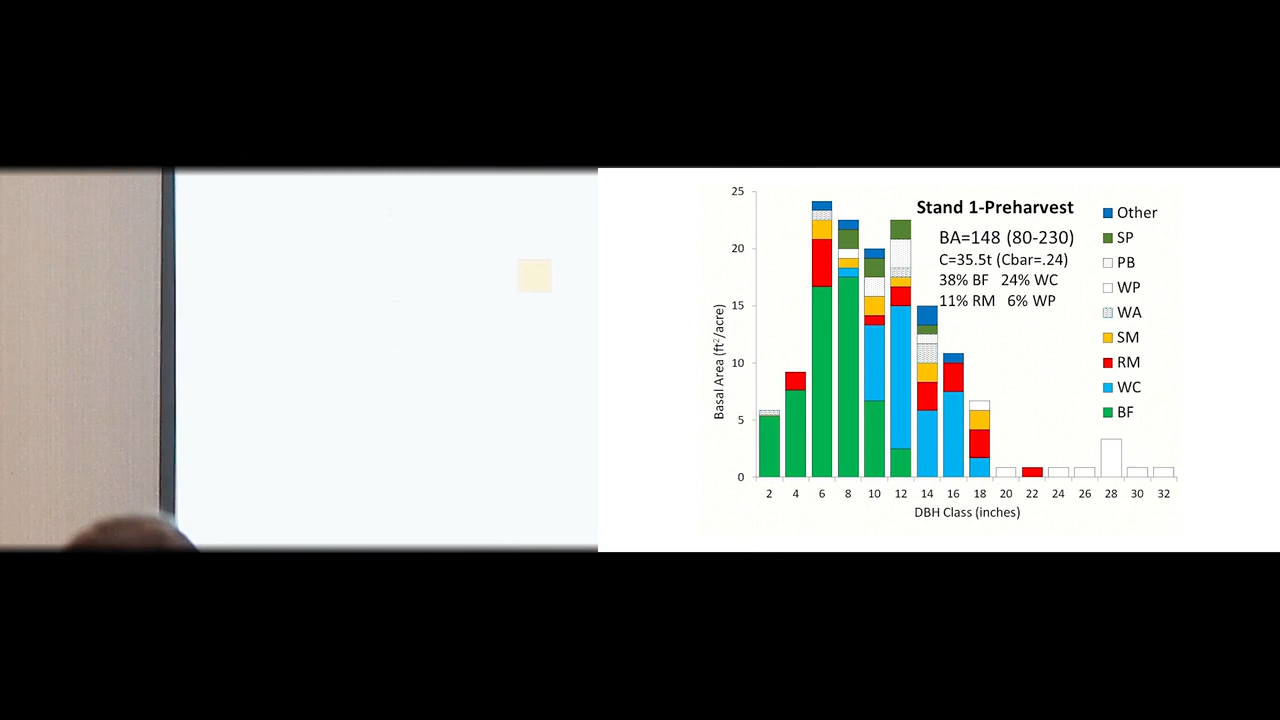 Stand 1-Preharvest
BA=148 (80-230)
C=35.5t (Cbar=.24)
38% BF 24% WC
11% RM 6% WP
Other
SP
PB
WP
WA
SM
RM
WC
BF
25
20
15
10
5
0
Basal Area (ft²/acre)
2 4 6 8 10 12 14 16 18 20 22 24 26 28 30 32
DBH Class (inches)